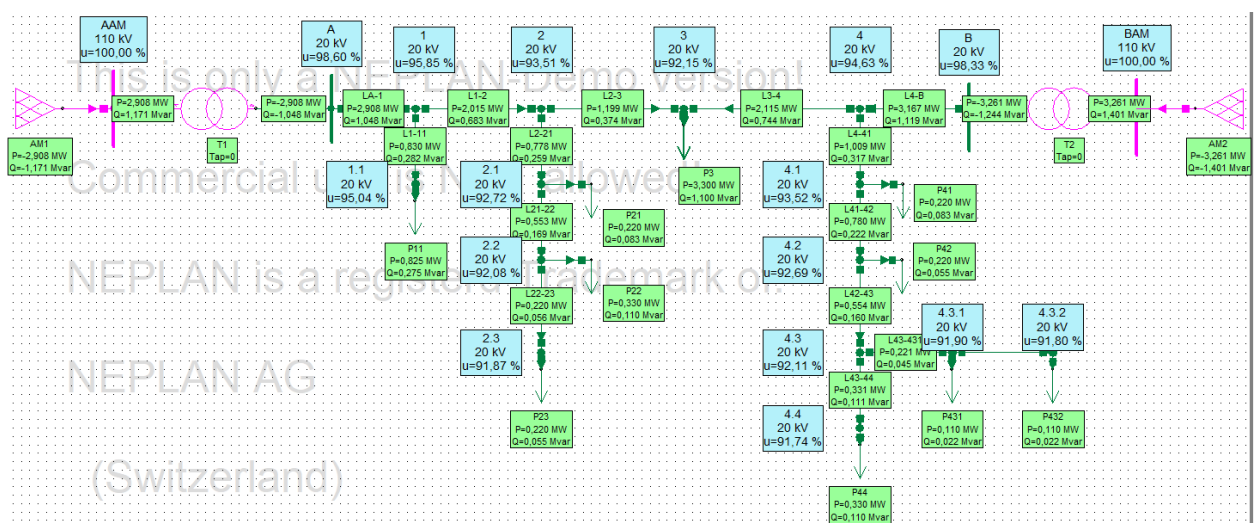 AAM
110 kV
u=100,00 %
A
20 kV
u=98,60 %
1
20 kV
u=95,85 %
2
20 kV
u=93,51 %
3
20 kV
u=92,15 %
4
20 kV
u=94,63 %
B
20 kV
u=98,33 %
BAM
110 kV
u=100,00 %
This is only a NEPLAN-Demo version!
P=2,908 MW
Q=1,171 Mvar
P=-2,908 MW
Q=-1,048 Mvar
LA-1
P=2,908 MW
Q=1,048 Mvar
L1-2
P=2,015 MW
Q=0,683 Mvar
L2-3
P=1,199 MW
Q=0,374 Mvar
L3-4
P=2,115 MW
Q=0,744 Mvar
L4-B
P=3,167 MW
Q=1,119 Mvar
P=-3,261 MW
Q=-1,244 Mvar
P=3,261 MW
Q=1,401 Mvar
AM1
P=-2,908 MW
Q=-1,171 Mvar
T1
Tap=0
L1-11
P=0,830 MW
Q=0,282 Mvar
L2-21
P=0,778 MW
Q=0,259 Mvar
L4-41
P=1,009 MW
Q=0,317 Mvar
T2
Tap=0
AM2
P=-3,261 MW
Q=-1,401 Mvar
Commercial use is NOT allowed
1.1
20 kV
u=95,04 %
2.1
20 kV
u=92,72 %
P3
P=3,300 MW
Q=1,100 Mvar
4.1
20 kV
u=93,52 %
P41
P=0,220 MW
Q=0,083 Mvar
L21-22
P=0,553 MW
Q=0,169 Mvar
P21
P=0,220 MW
Q=0,083 Mvar
L41-42
P=0,780 MW
Q=0,222 Mvar
P11
P=0,825 MW
Q=0,275 Mvar
2.2
20 kV
u=92,08 %
4.2
20 kV
u=92,69 %
P42
P=0,220 MW
Q=0,055 Mvar
NEPLAN is a registered Trademark of:
L22-23
P=0,220 MW
Q=0,056 Mvar
P22
P=0,330 MW
Q=0,110 Mvar
L42-43
P=0,554 MW
Q=0,160 Mvar
4.3.1
20 kV
u=91,90 %
4.3.2
20 kV
u=91,80 %
2.3
20 kV
u=91,87 %
4.3
20 kV
u=92,11 %
L43-431
P=0,221 MW
Q=0,045 Mvar
NEPLAN AG
L43-44
P=0,331 MW
Q=0,111 Mvar
P23
P=0,220 MW
Q=0,055 Mvar
4.4
20 kV
u=91,74 %
P431
P=0,110 MW
Q=0,022 Mvar
P432
P=0,110 MW
Q=0,022 Mvar
(Switzerland)
P44
P=0,330 MW
Q=0,110 Mvar